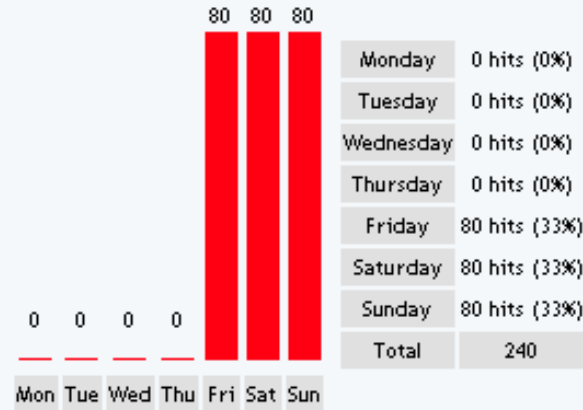 80 80 80
0 0 0 0
Mon Tue Wed Thu Fri Sat Sun
Monday 0 hits (0%)
Tuesday 0 hits (0%)
Wednesday 0 hits (0%)
Thursday 0 hits (0%)
Friday 80 hits (33%)
Saturday 80 hits (33%)
Sunday 80 hits (33%)
Total 240